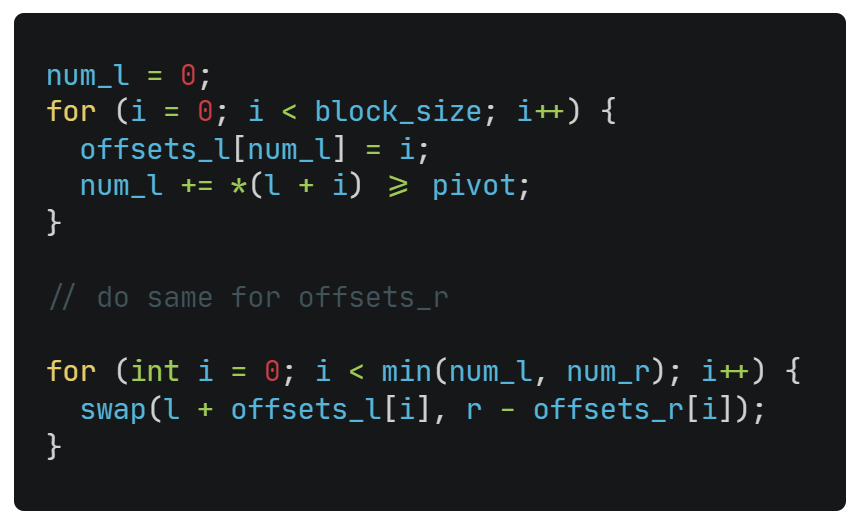 num_l = 0;
for (i = 0; i < block_size; i++) {
  offsets_l[num_l] = i;
  num_l += *(l + i) >= pivot;
}
// do same for offsets_r
for (int i = 0; i < min(num_l, num_r); i++) {
  swap(l + offsets_l[i], r - offsets_r[i]);
}